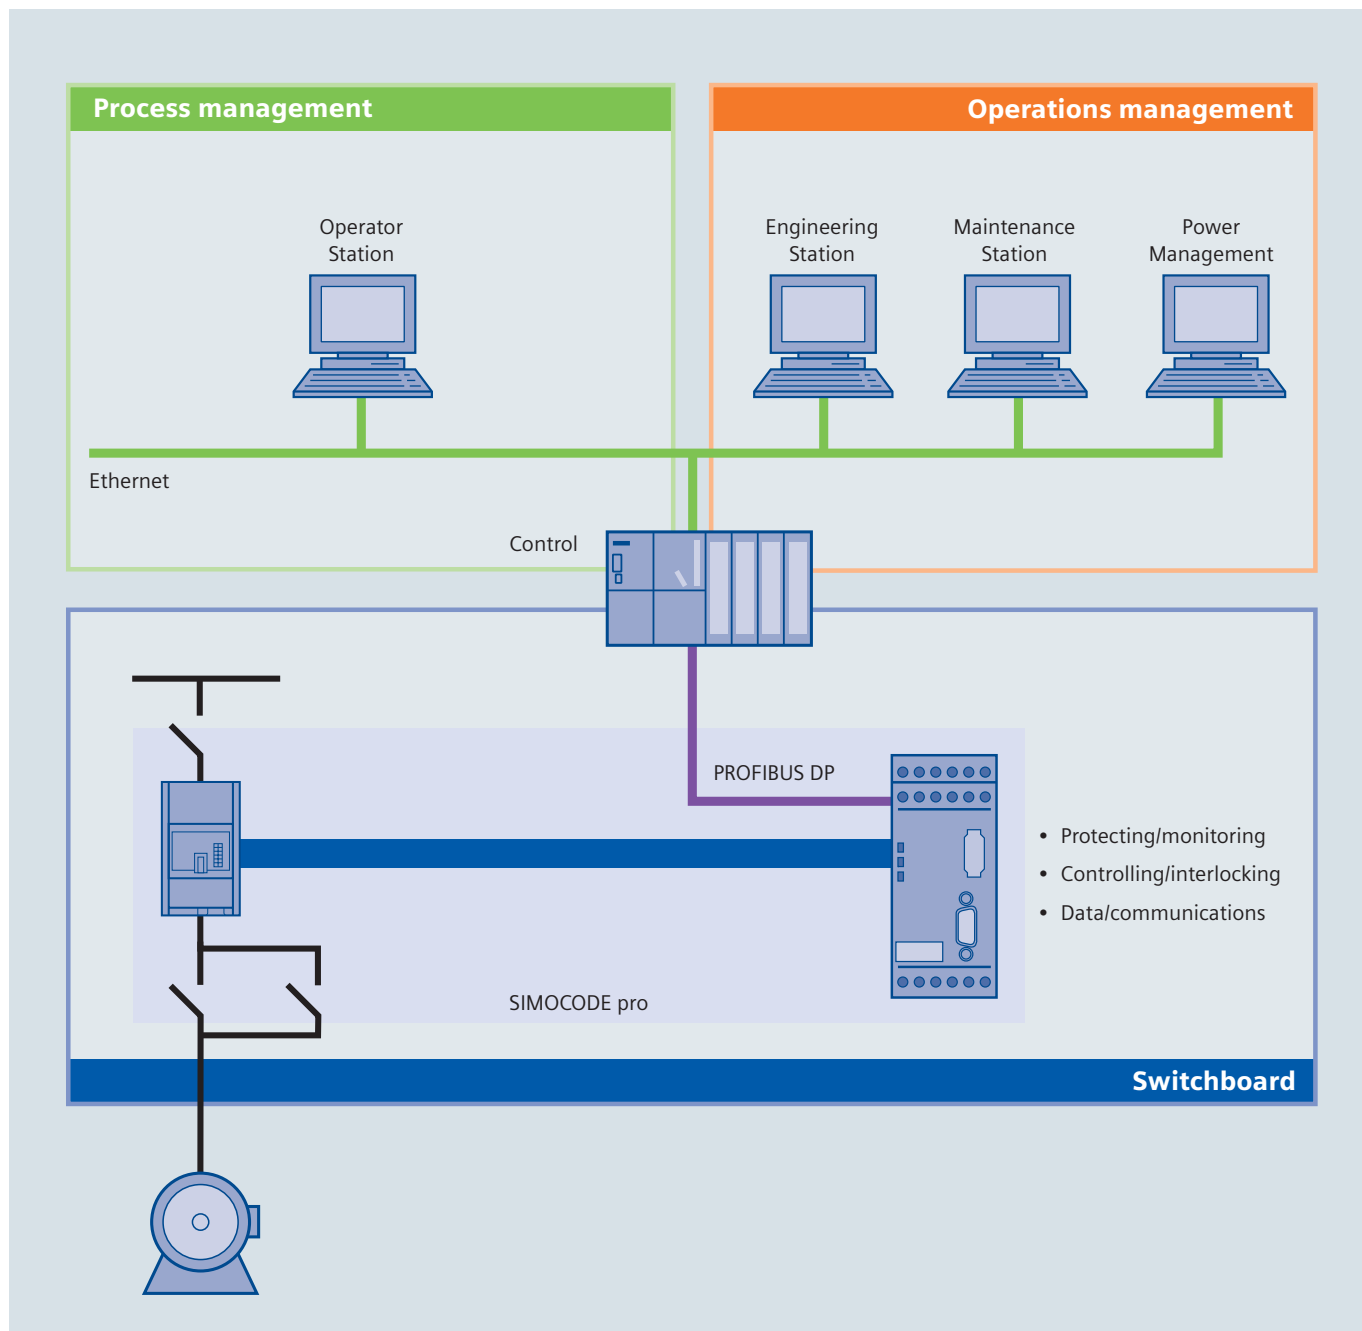 Process management
Operations management
Operator
Station
Engineering
Station
Maintenance
Station
Power
Management
Ethernet
Control
PROFIBUS DP
• Protecting/monitoring
• Controlling/interlocking
• Data/communications
SIMOCODE pro
Switchboard